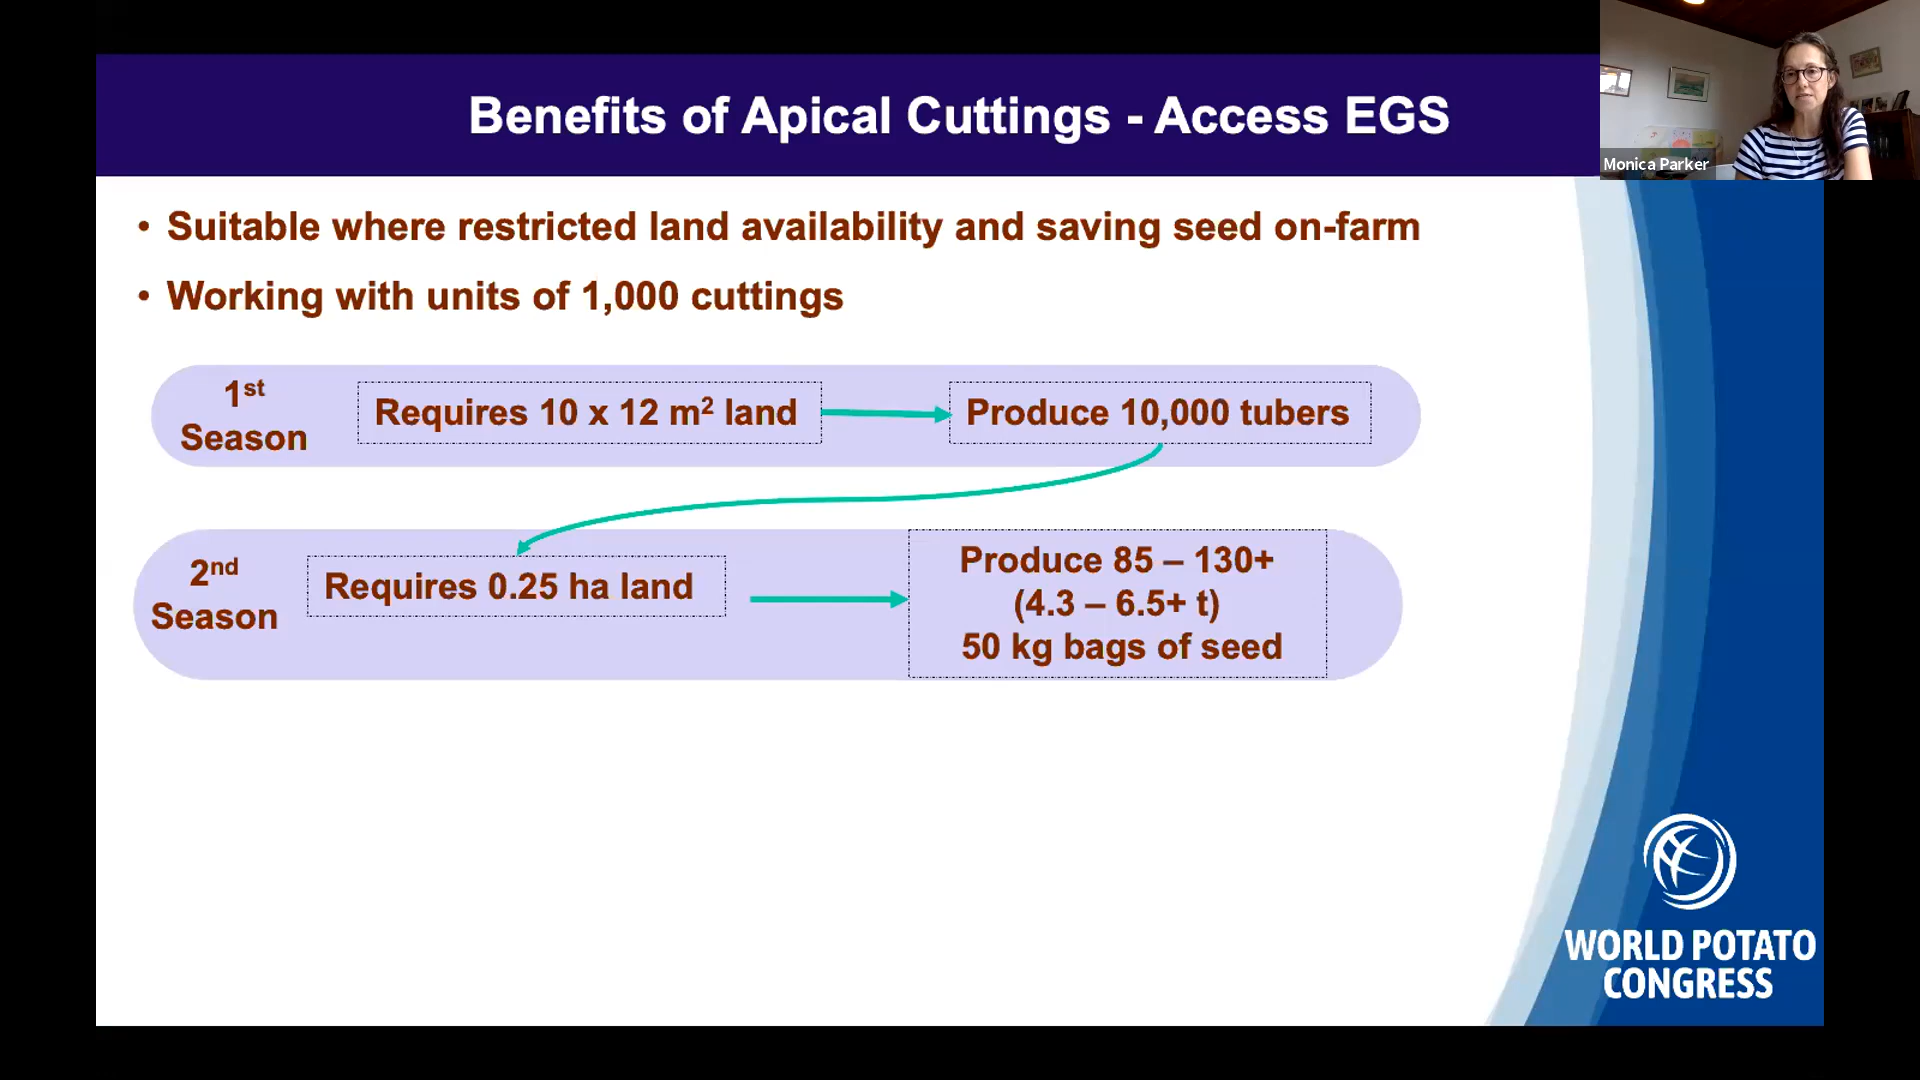 Benefits of Apical Cuttings - Access EGS
Monica Parker
• Suitable where restricted land availability and saving seed on-farm
• Working with units of 1,000 cuttings
1st
Season
Requires 10 x 12 m² land
Produce 10,000 tubers
2nd
Season
Requires 0.25 ha land
Produce 85 – 130+
(4.3 – 6.5+ t)
50 kg bags of seed
WORLD POTATO
CONGRESS